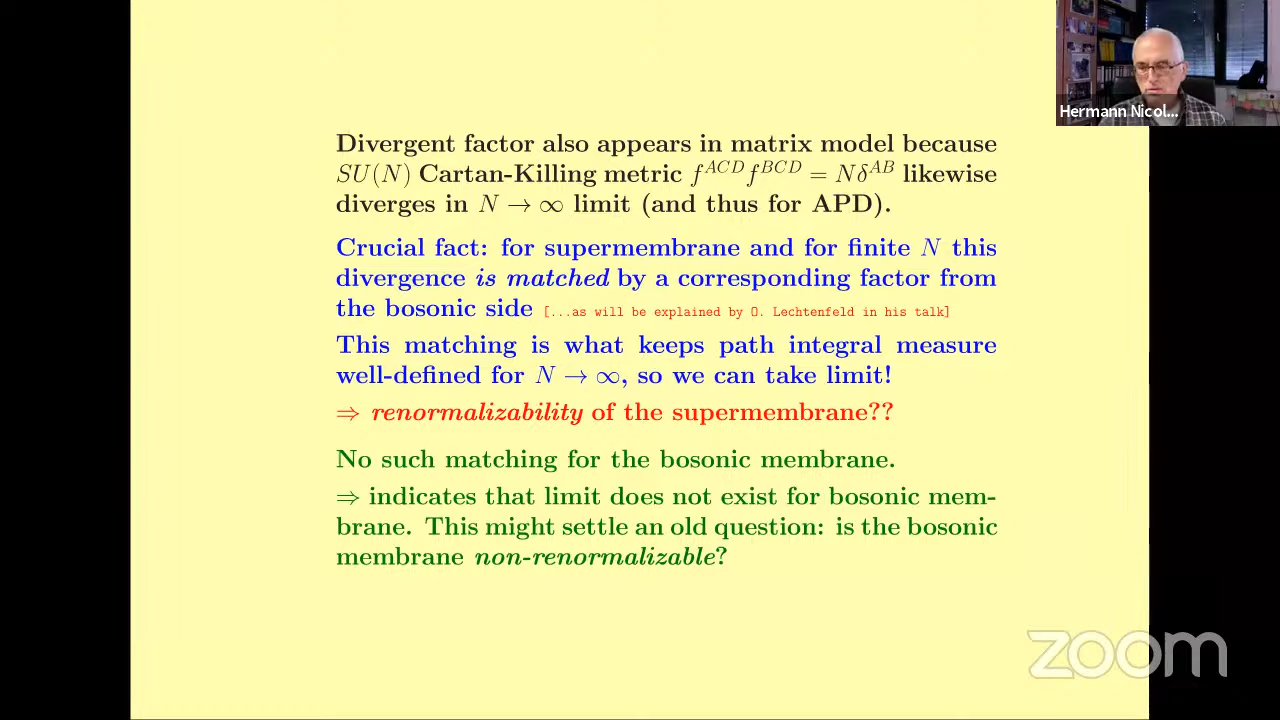 Hermann Nicol...
Divergent factor also appears in matrix model because
SU(N) Cartan-Killing metric f^{ACD} f^{BCD} = Nδ^{AB} likewise
diverges in N → ∞ limit (and thus for APD).
Crucial fact: for supermembrane and for finite N this
divergence is matched by a corresponding factor from
the bosonic side [...as will be explained by O. Lechtenfeld in his talk]
This matching is what keeps path integral measure
well-defined for N → ∞, so we can take limit!
⇒ renormalizability of the supermembrane??
No such matching for the bosonic membrane.
⇒ indicates that limit does not exist for bosonic mem-
brane. This might settle an old question: is the bosonic
membrane non-renormalizable?
zoom